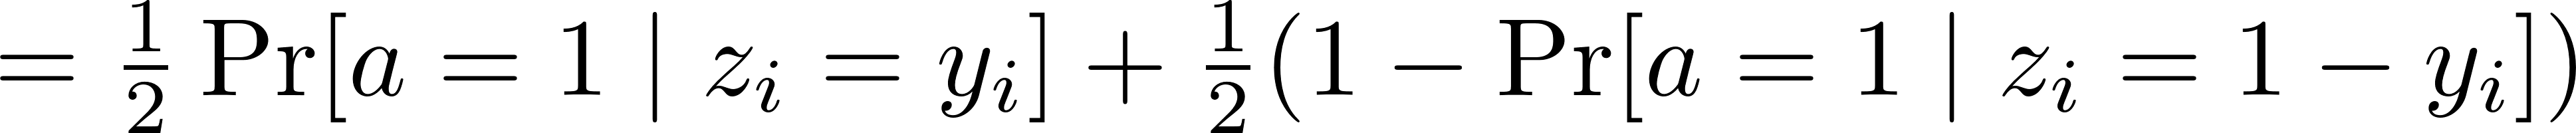 = \frac{1}{2} \Pr[a = 1 \mid z_i = y_i] + \frac{1}{2}(1 - \Pr[a = 1 \mid z_i = 1 - y_i])